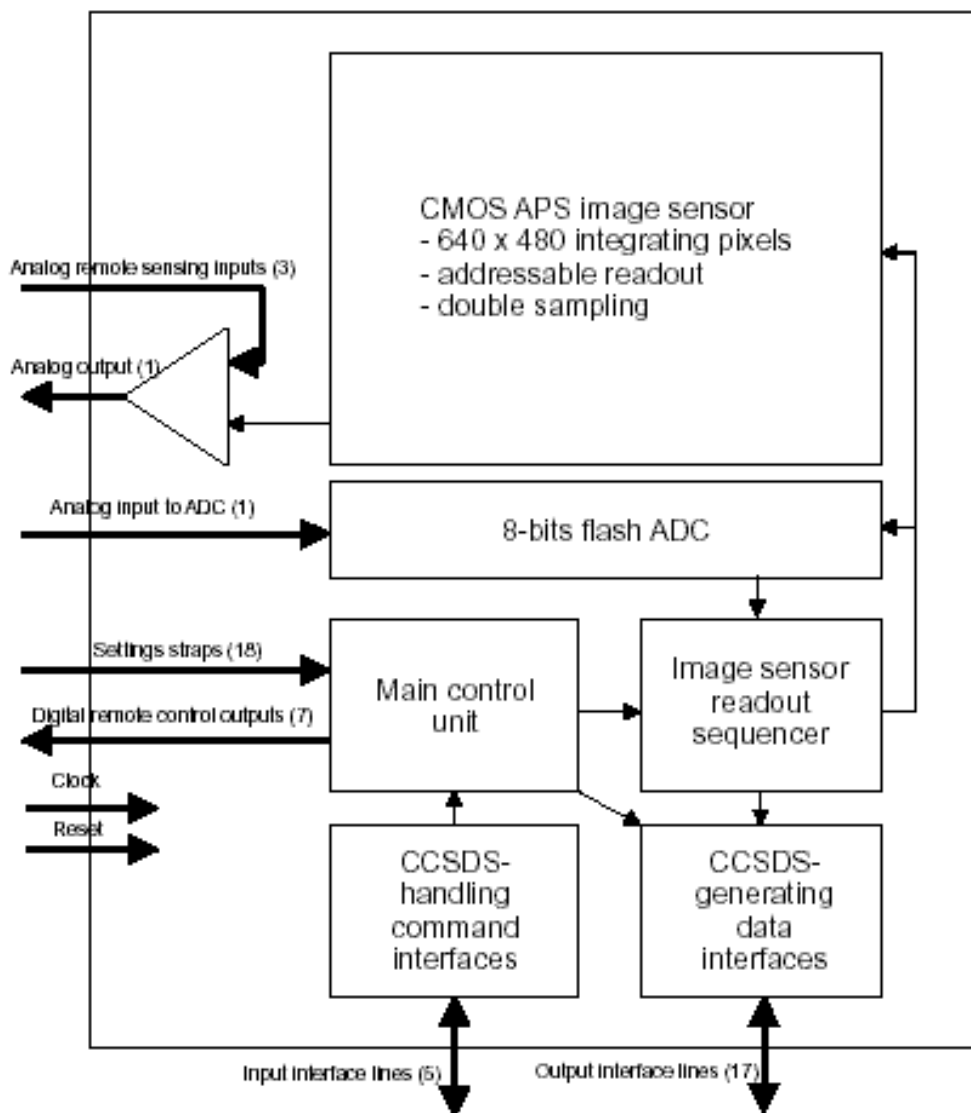 CMOS APS image sensor
- 640 x 480 integrating pixels
- addressable readout
- double sampling
Analog remote sensing inputs (3)
Analog output (1)
Analog input to ADC (1)
8-bits flash ADC
Settings straps (18)
Digital remote control outputs (7)
Clock
Reset
Main control
unit
Image sensor
readout
sequencer
CCSDS-
handling
command
interfaces
CCSDS-
generating
data
interfaces
Input interface lines (5)
Output interface lines (17)